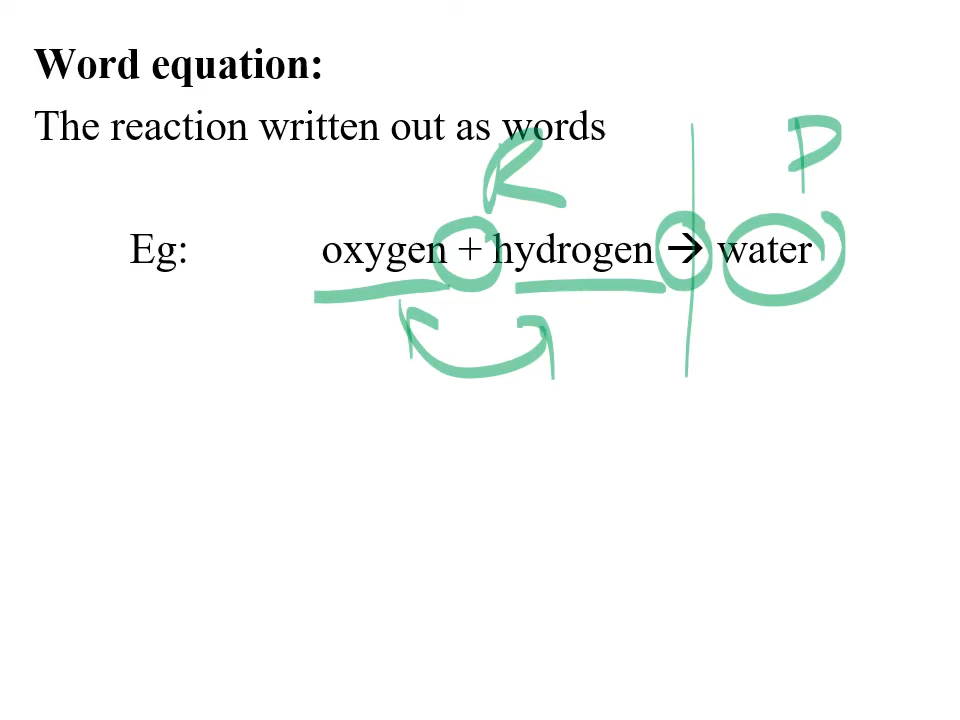 Word equation:
The reaction written out as words
R P
Eg: oxygen + hydrogen → water